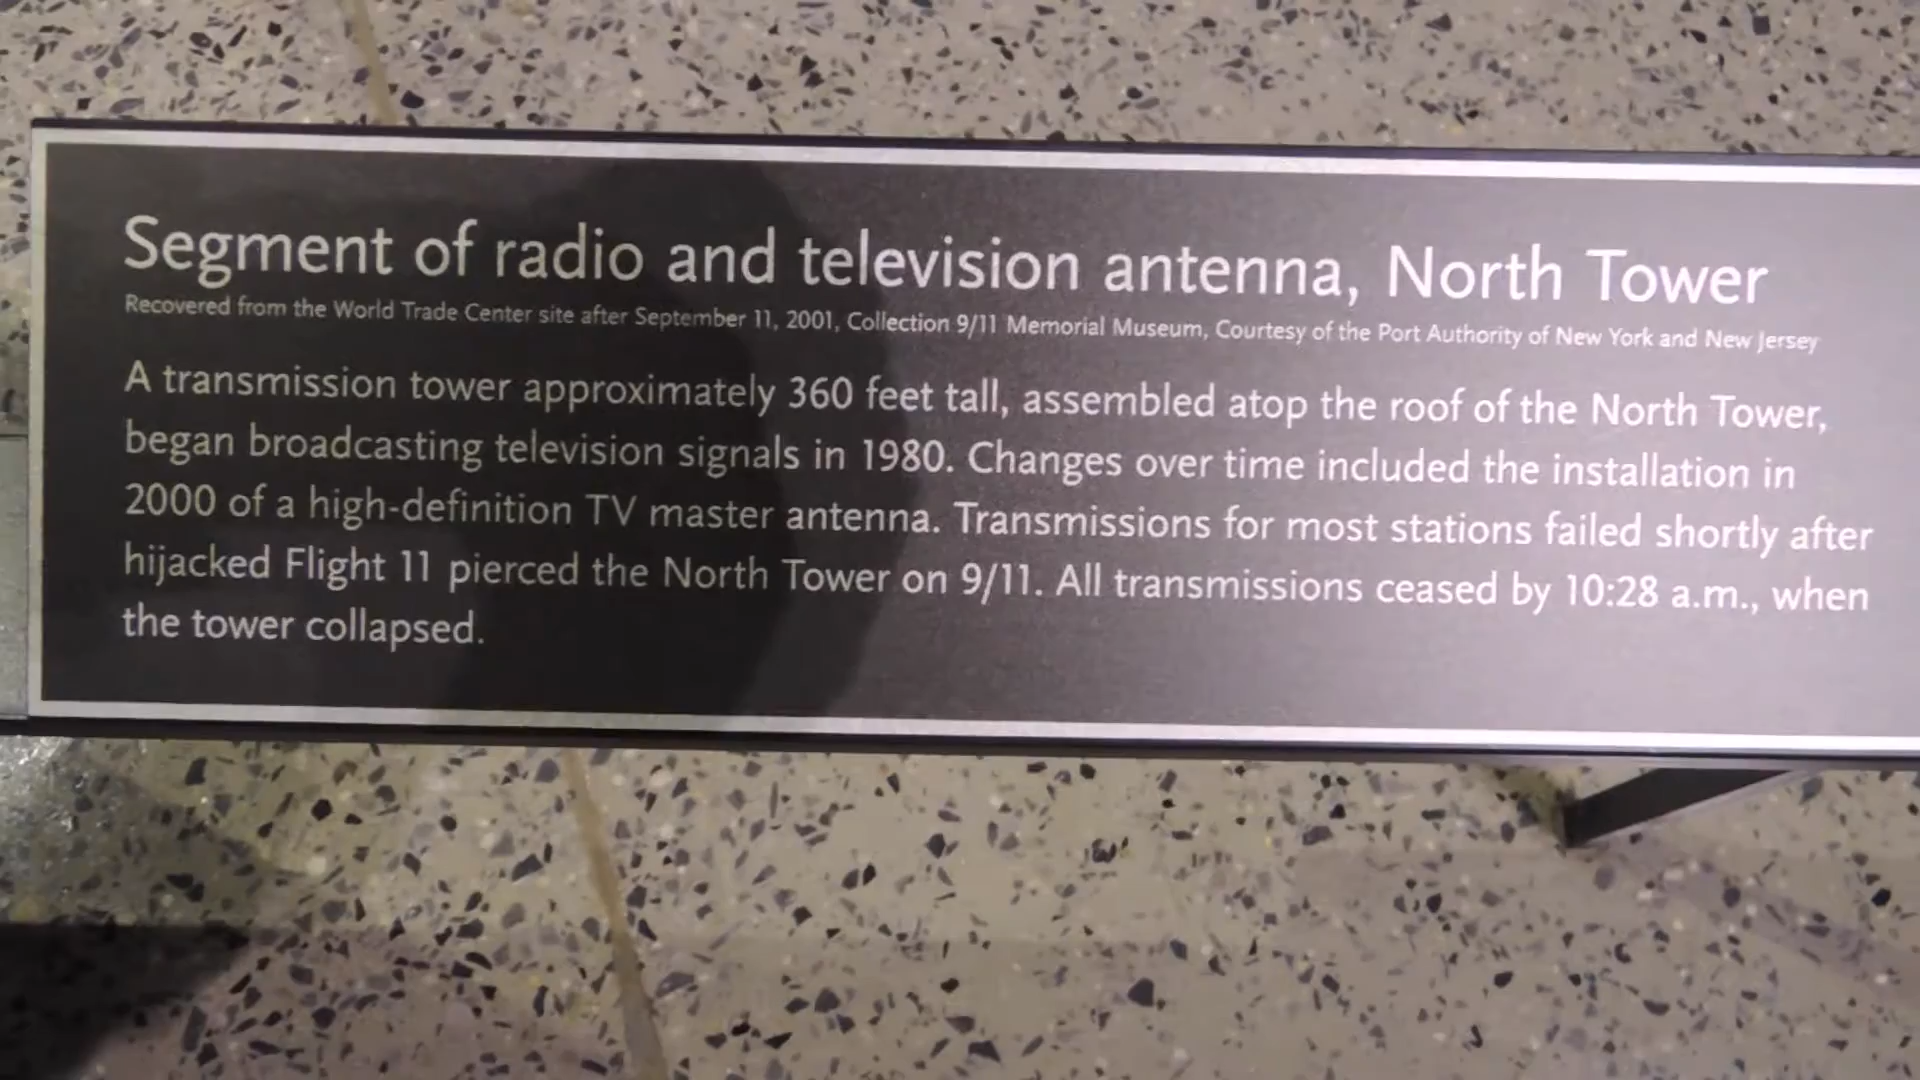 Segment of radio and television antenna, North Tower
Recovered from the World Trade Center site after September 11, 2001, Collection 9/11 Memorial Museum, Courtesy of the Port Authority of New York and New Jersey
A transmission tower approximately 360 feet tall, assembled atop the roof of the North Tower,
began broadcasting television signals in 1980. Changes over time included the installation in
2000 of a high-definition TV master antenna. Transmissions for most stations failed shortly after
hijacked Flight 11 pierced the North Tower on 9/11. All transmissions ceased by 10:28 a.m., when
the tower collapsed.